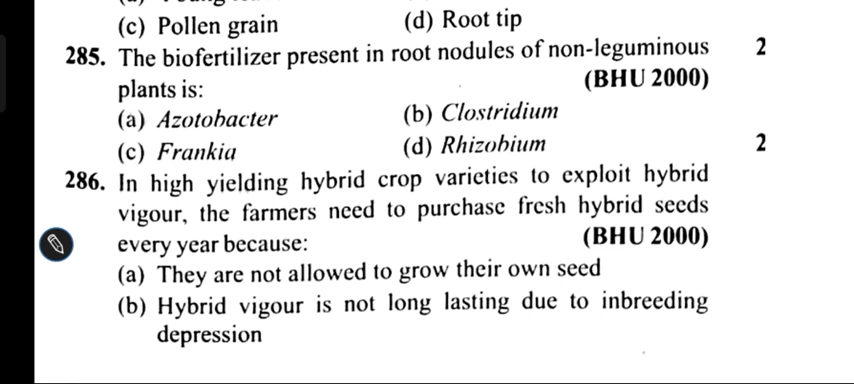 (c) Pollen grain (d) Root tip
285. The biofertilizer present in root nodules of non-leguminous 2
plants is: (BHU 2000)
(a) Azotobacter (b) Clostridium
(c) Frankia (d) Rhizobium 2
286. In high yielding hybrid crop varieties to exploit hybrid
vigour, the farmers need to purchase fresh hybrid seeds
every year because: (BHU 2000)
(a) They are not allowed to grow their own seed
(b) Hybrid vigour is not long lasting due to inbreeding
depression